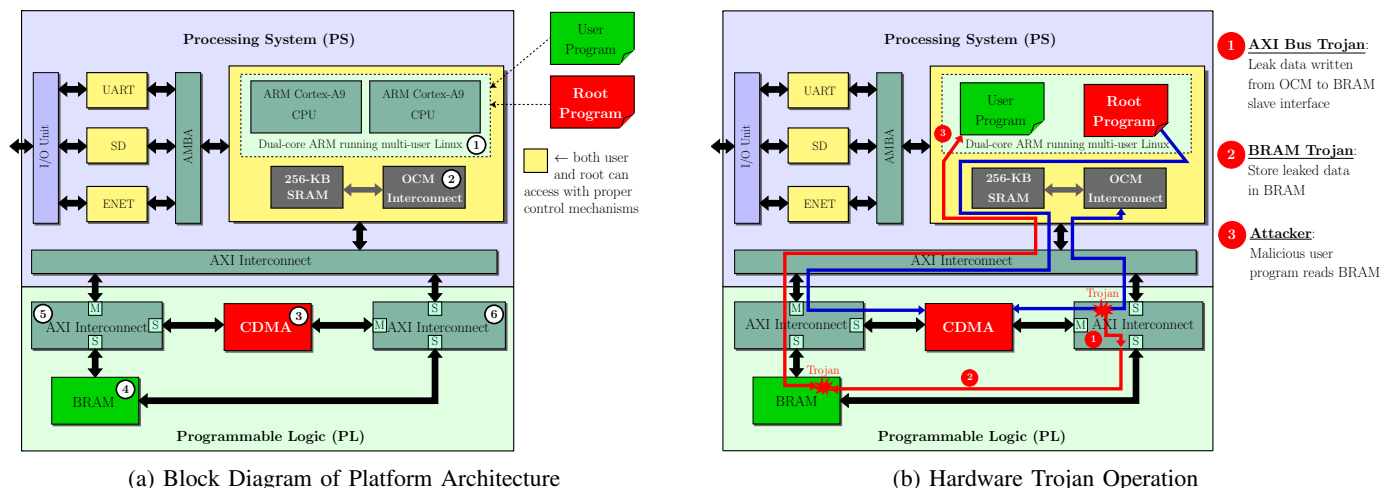 Processing System (PS)
User
Program
Root
Program
I/O Unit
UART
SD
ENET
AMBA
ARM Cortex-A9
CPU
ARM Cortex-A9
CPU
Dual-core ARM running multi-user Linux
1
256-KB
SRAM
OCM
Interconnect
2
← both user
and root can
access with proper
control mechanisms
AXI Interconnect
5
M
AXI Interconnect
S
S
CDMA
3
S
6
M
AXI Interconnect
S
BRAM
4
Programmable Logic (PL)
(a) Block Diagram of Platform Architecture
Processing System (PS)
I/O Unit
UART
SD
ENET
AMBA
User
Program
Root
Program
3
Dual-core ARM running multi-user Linux
256-KB
SRAM
OCM
Interconnect
AXI Interconnect
M
AXI Interconnect
S
S
CDMA
Trojan
S
M
AXI Interconnect
1
S
Trojan
2
BRAM
Programmable Logic (PL)
1 AXI Bus Trojan:
Leak data written
from OCM to BRAM
slave interface
2 BRAM Trojan:
Store leaked data
in BRAM
3 Attacker:
Malicious user
program reads BRAM
(b) Hardware Trojan Operation